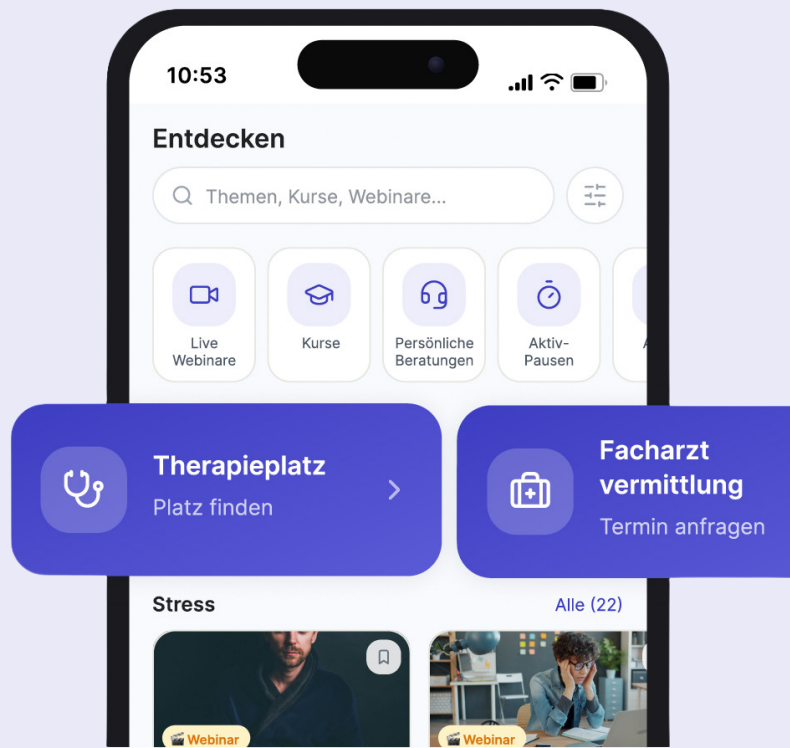 10:53
Entdecken
Themen, Kurse, Webinare...
Live
Webinare
Kurse
Persönliche
Beratungen
Aktiv-
Pausen
Therapieplatz
Platz finden
Facharzt
vermittlung
Termin anfragen
Stress
Alle (22)
Webinar
Webinar